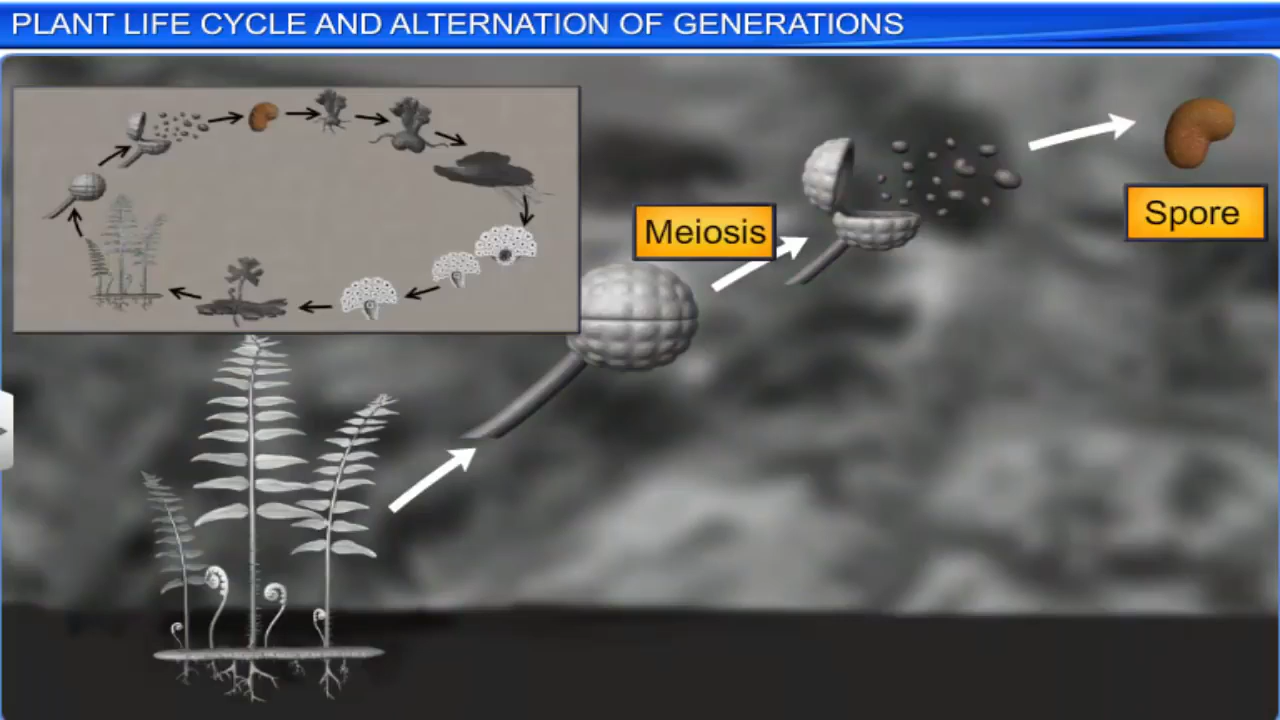 PLANT LIFE CYCLE AND ALTERNATION OF GENERATIONS
Meiosis
Spore